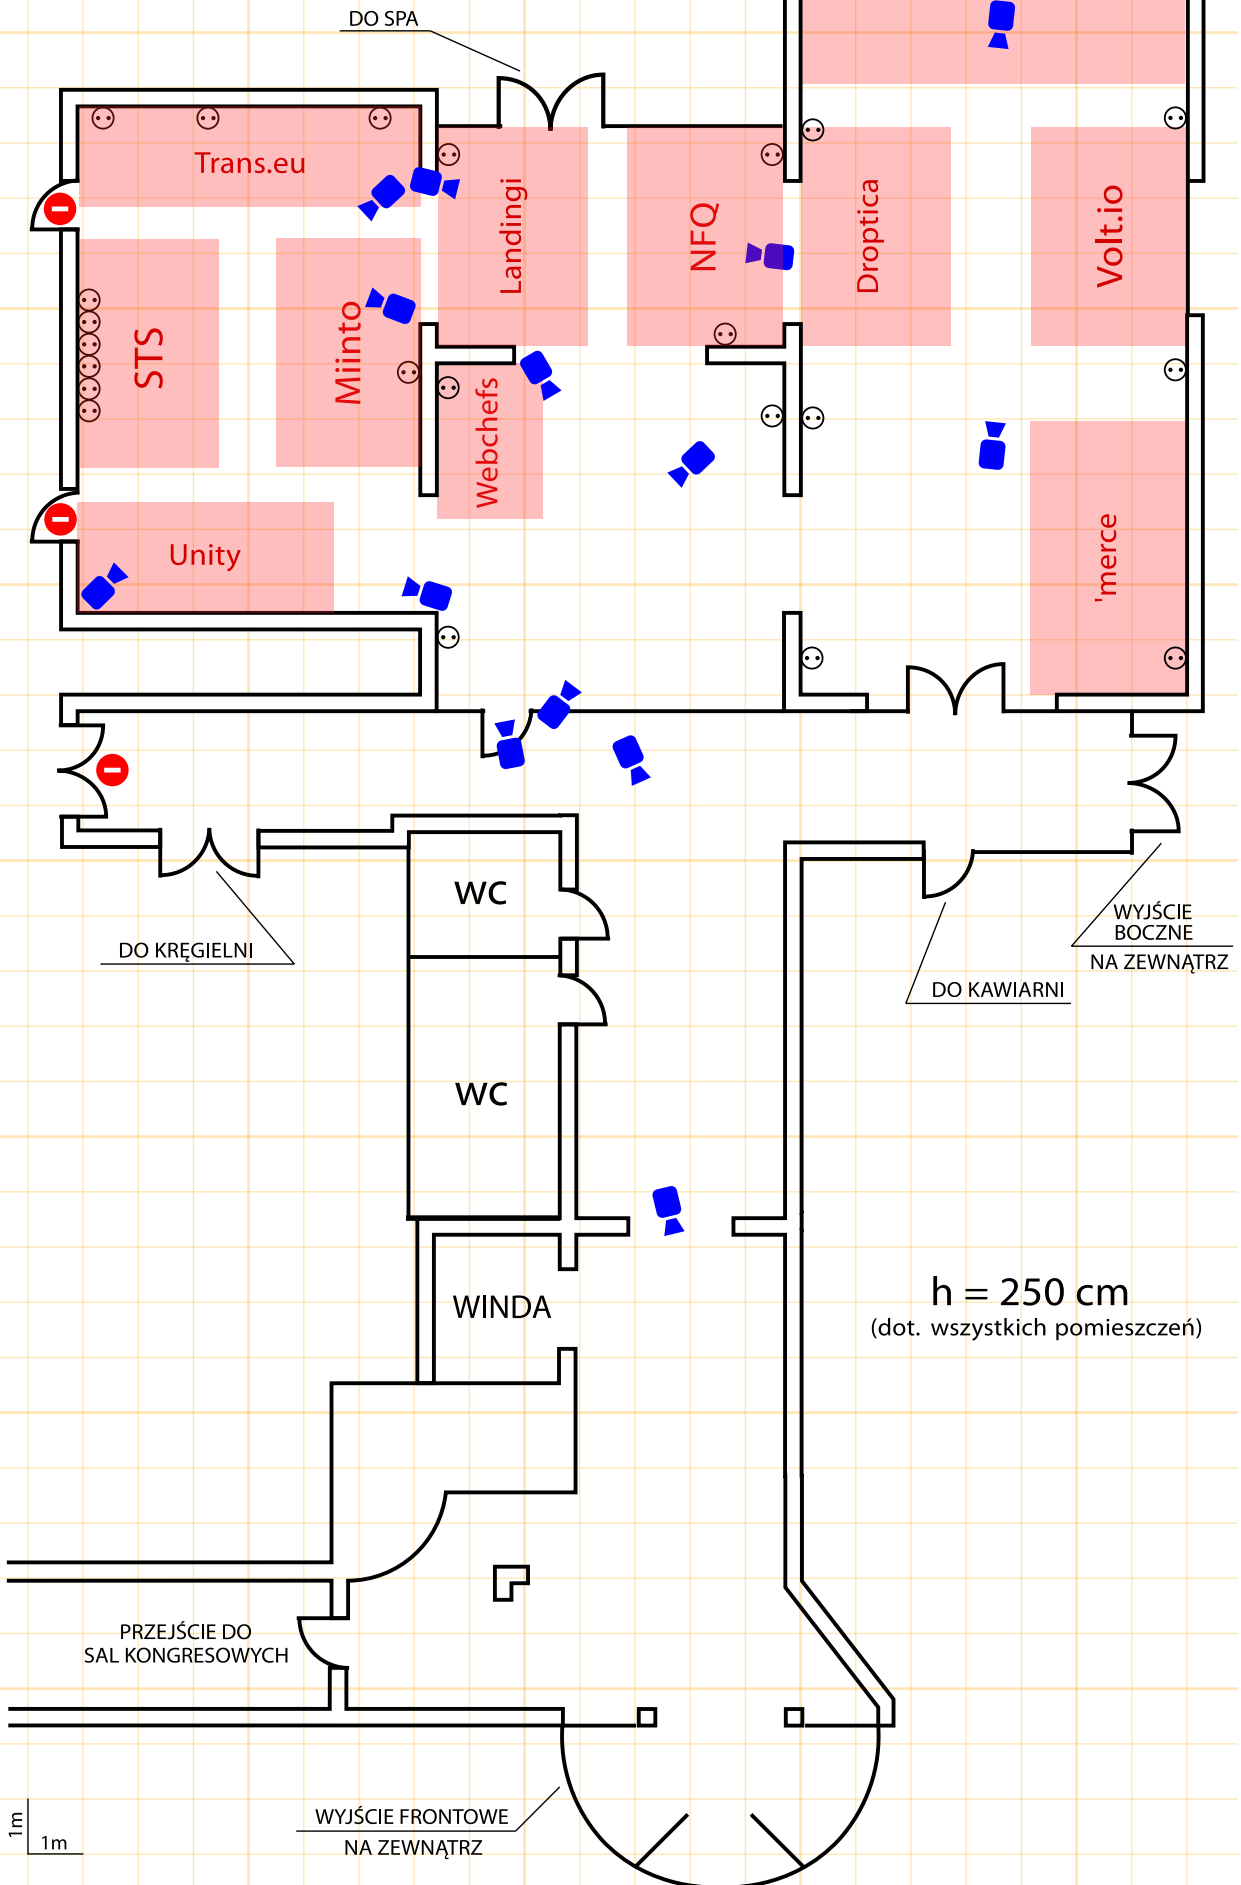 DO SPA
Trans.eu
Landingi
NFQ
Droptica
Volt.io
STS
Miinto
Webchefs
Unity
'merce
WC
WYJŚCIE
BOCZNE
NA ZEWNĄTRZ
DO KRĘGIELNI
DO KAWIARNI
WC
WINDA
h = 250 cm
(dot. wszystkich pomieszczeń)
PRZEJŚCIE DO
SAL KONGRESOWYCH
WYJŚCIE FRONTOWE
NA ZEWNĄTRZ
1m
1m